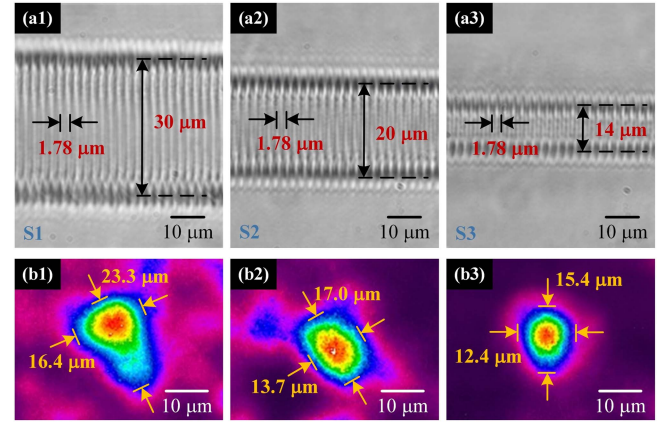 (a1)
30 µm
1.78 µm
S1
10 µm
(a2)
20 µm
1.78 µm
S2
10 µm
(a3)
14 µm
1.78 µm
S3
10 µm
(b1)
23.3 µm
16.4 µm
10 µm
(b2)
17.0 µm
13.7 µm
10 µm
(b3)
15.4 µm
12.4 µm
10 µm